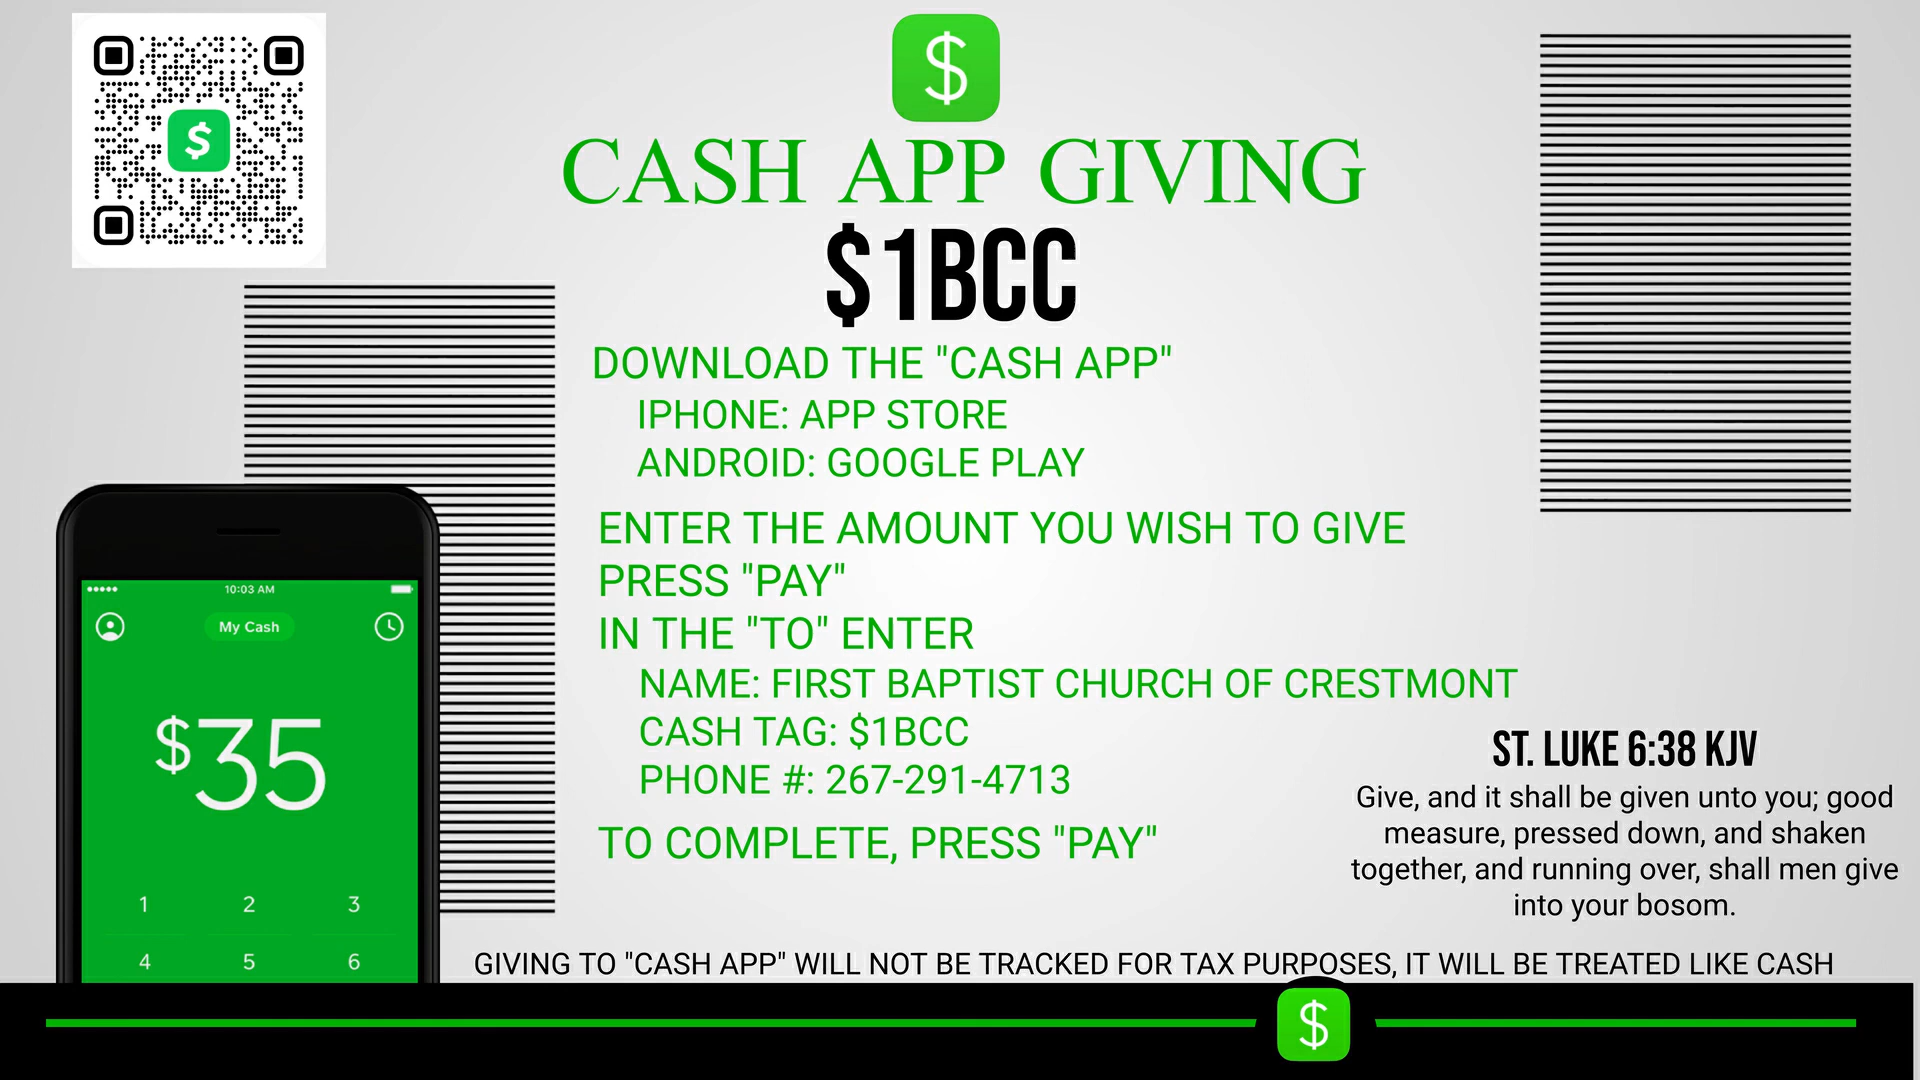 $
$
CASH APP GIVING
$1BCC
DOWNLOAD THE "CASH APP"
IPHONE: APP STORE
ANDROID: GOOGLE PLAY
ENTER THE AMOUNT YOU WISH TO GIVE
PRESS "PAY"
IN THE "TO" ENTER
NAME: FIRST BAPTIST CHURCH OF CRESTMONT
CASH TAG: $1BCC
PHONE #: 267-291-4713
TO COMPLETE, PRESS "PAY"
10:03 AM
My Cash
$35
1 2 3
4 5 6
ST. LUKE 6:38 KJV
Give, and it shall be given unto you; good
measure, pressed down, and shaken
together, and running over, shall men give
into your bosom.
GIVING TO "CASH APP" WILL NOT BE TRACKED FOR TAX PURPOSES, IT WILL BE TREATED LIKE CASH
$